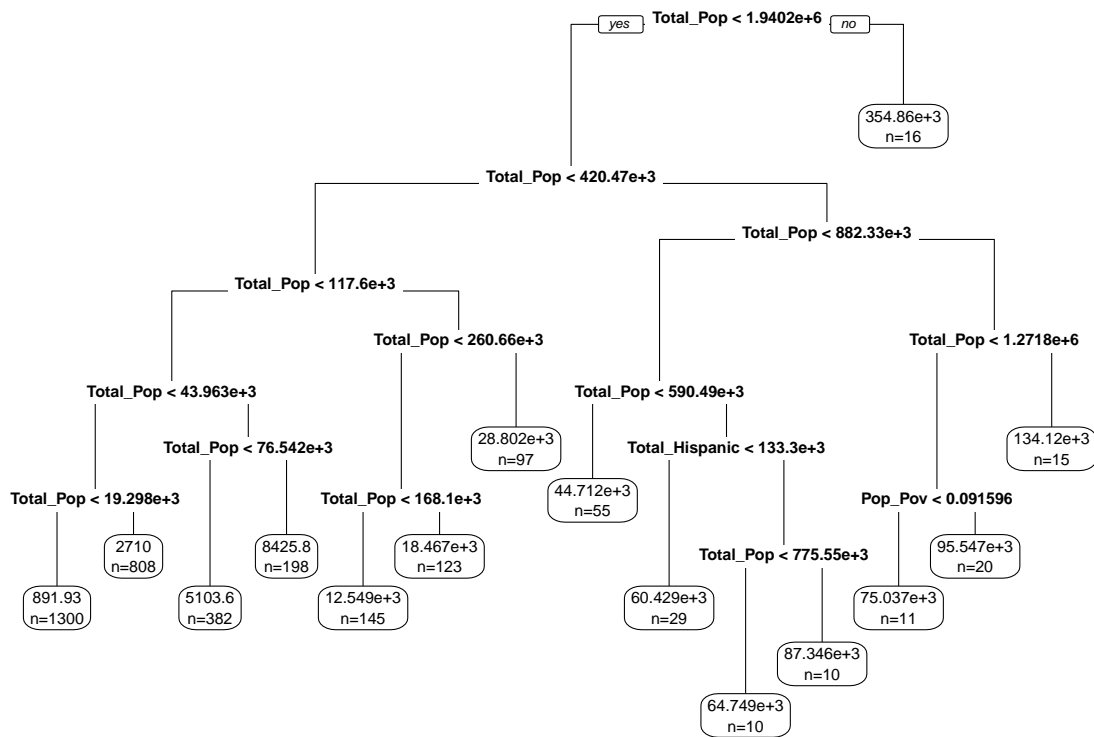 Total_Pop < 1.9402e+6
yes
no
354.86e+3
n=16
Total_Pop < 420.47e+3
Total_Pop < 882.33e+3
Total_Pop < 117.6e+3
Total_Pop < 260.66e+3
Total_Pop < 1.2718e+6
Total_Pop < 43.963e+3
Total_Pop < 590.49e+3
28.802e+3
n=97
134.12e+3
n=15
Total_Pop < 76.542e+3
Total_Hispanic < 133.3e+3
44.712e+3
n=55
Total_Pop < 19.298e+3
Total_Pop < 168.1e+3
Pop_Pov < 0.091596
2710
n=808
8425.8
n=198
18.467e+3
n=123
Total_Pop < 775.55e+3
95.547e+3
n=20
891.93
n=1300
5103.6
n=382
12.549e+3
n=145
60.429e+3
n=29
75.037e+3
n=11
87.346e+3
n=10
64.749e+3
n=10